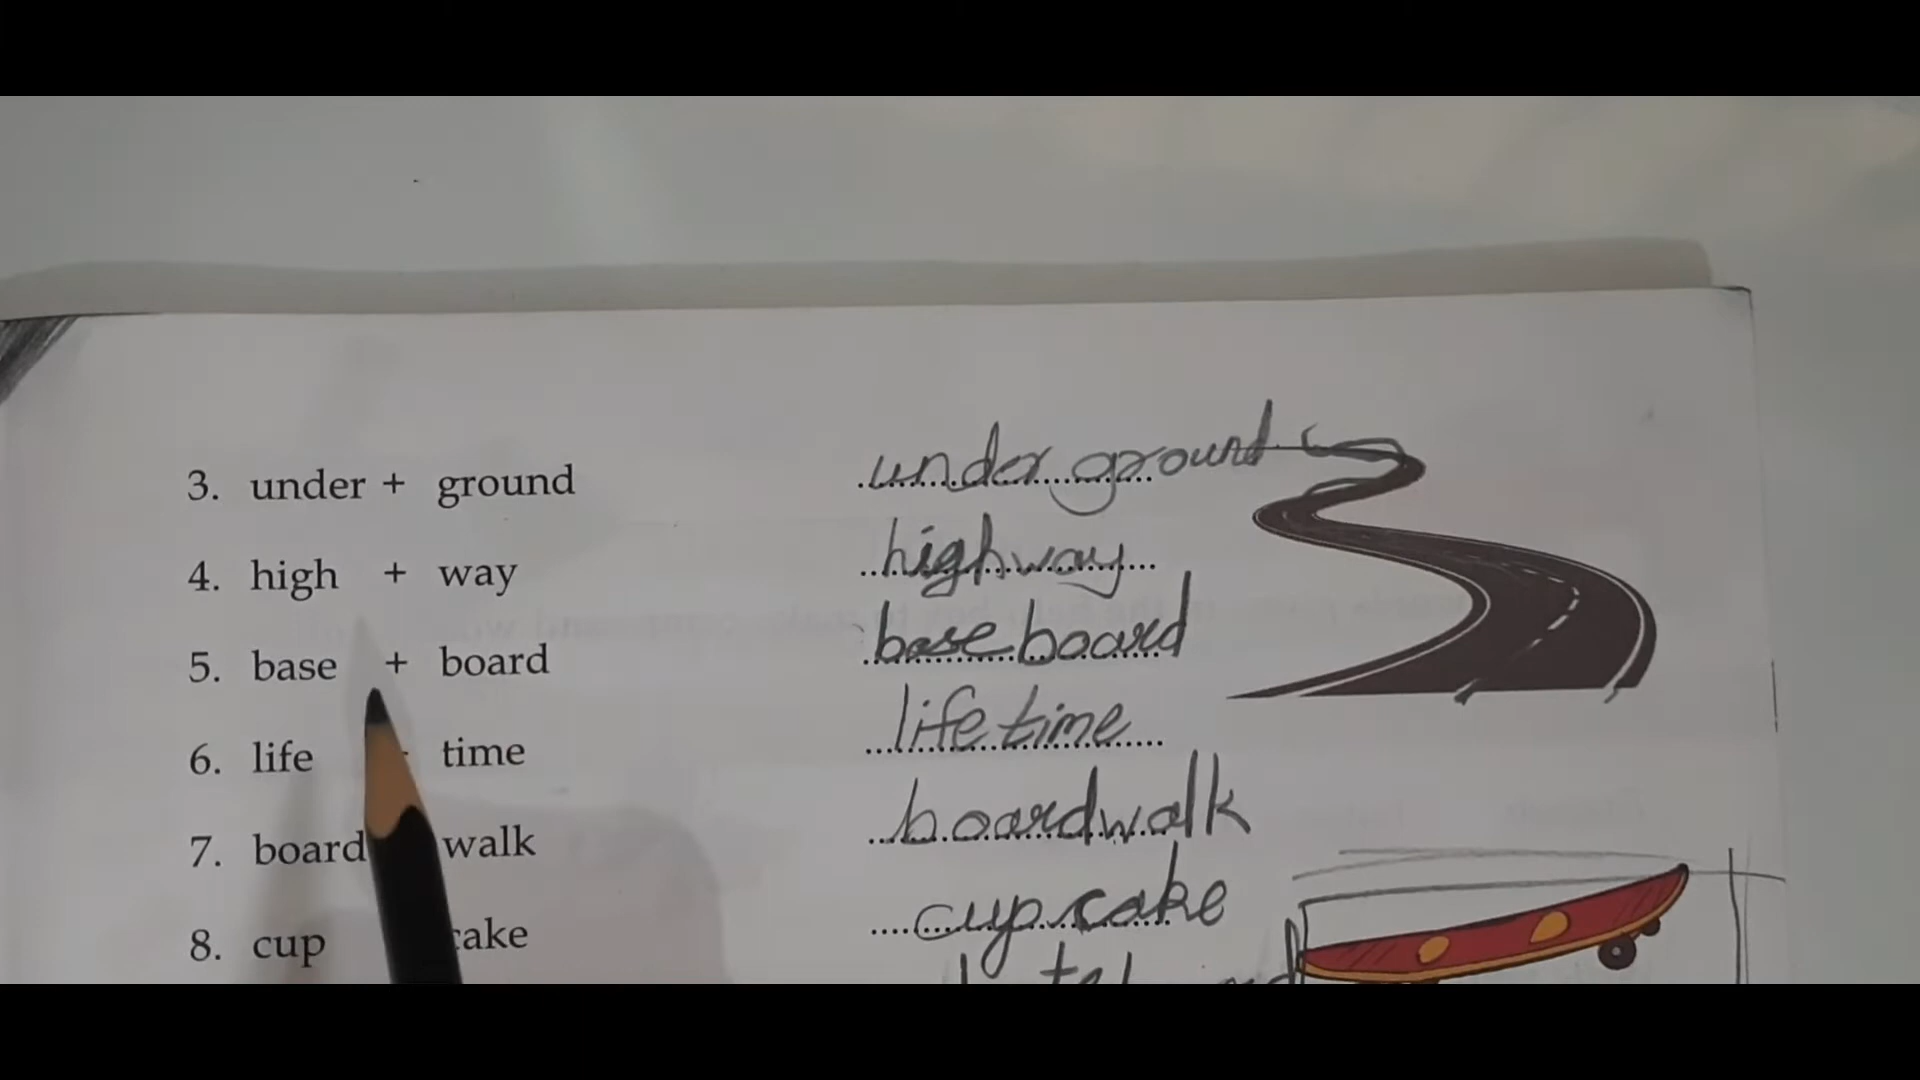 3. under + ground underground
4. high + way highway
5. base + board baseboard
6. life time lifetime
7. board walk boardwalk
8. cup cake cupcake